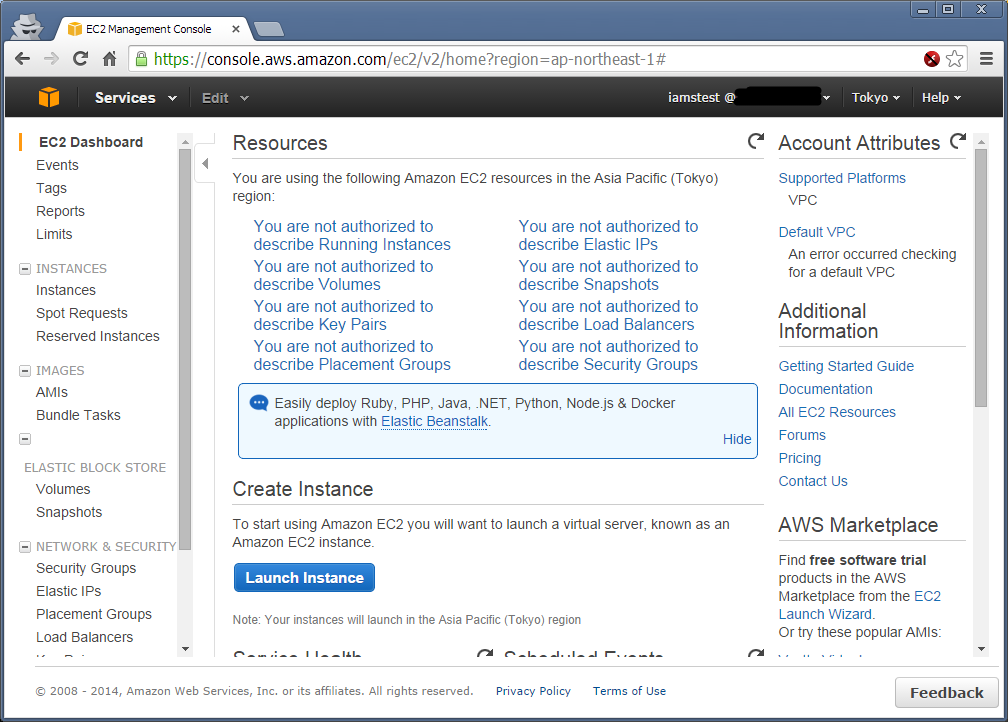 EC2 Management Console
https://console.aws.amazon.com/ec2/v2/home?region=ap-northeast-1#
Services
Edit
iamstest @
Tokyo
Help
EC2 Dashboard
Events
Tags
Reports
Limits
INSTANCES
Instances
Spot Requests
Reserved Instances
IMAGES
AMIs
Bundle Tasks
ELASTIC BLOCK STORE
Volumes
Snapshots
NETWORK & SECURITY
Security Groups
Elastic IPs
Placement Groups
Load Balancers
Resources
You are using the following Amazon EC2 resources in the Asia Pacific (Tokyo)
region:
You are not authorized to
describe Running Instances
You are not authorized to
describe Elastic IPs
You are not authorized to
describe Volumes
You are not authorized to
describe Snapshots
You are not authorized to
describe Key Pairs
You are not authorized to
describe Load Balancers
You are not authorized to
describe Placement Groups
You are not authorized to
describe Security Groups
Easily deploy Ruby, PHP, Java, .NET, Python, Node.js & Docker
applications with Elastic Beanstalk.
Hide
Create Instance
To start using Amazon EC2 you will want to launch a virtual server, known as an
Amazon EC2 instance.
Launch Instance
Note: Your instances will launch in the Asia Pacific (Tokyo) region
Service Health
Scheduled Events
Account Attributes
Supported Platforms
VPC
Default VPC
An error occurred checking
for a default VPC
Additional
Information
Getting Started Guide
Documentation
All EC2 Resources
Forums
Pricing
Contact Us
AWS Marketplace
Find free software trial
products in the AWS
Marketplace from the EC2
Launch Wizard.
Or try these popular AMIs:
© 2008 - 2014, Amazon Web Services, Inc. or its affiliates. All rights reserved.
Privacy Policy
Terms of Use
Feedback